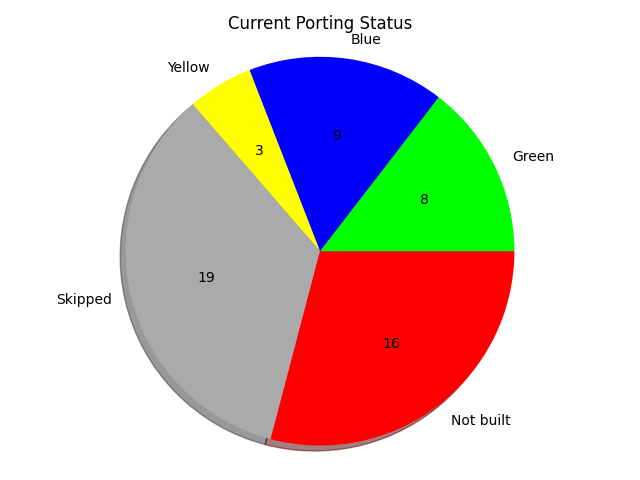 Current Porting Status
Blue
Yellow
9
3
Green
8
19
Skipped
16
Not built